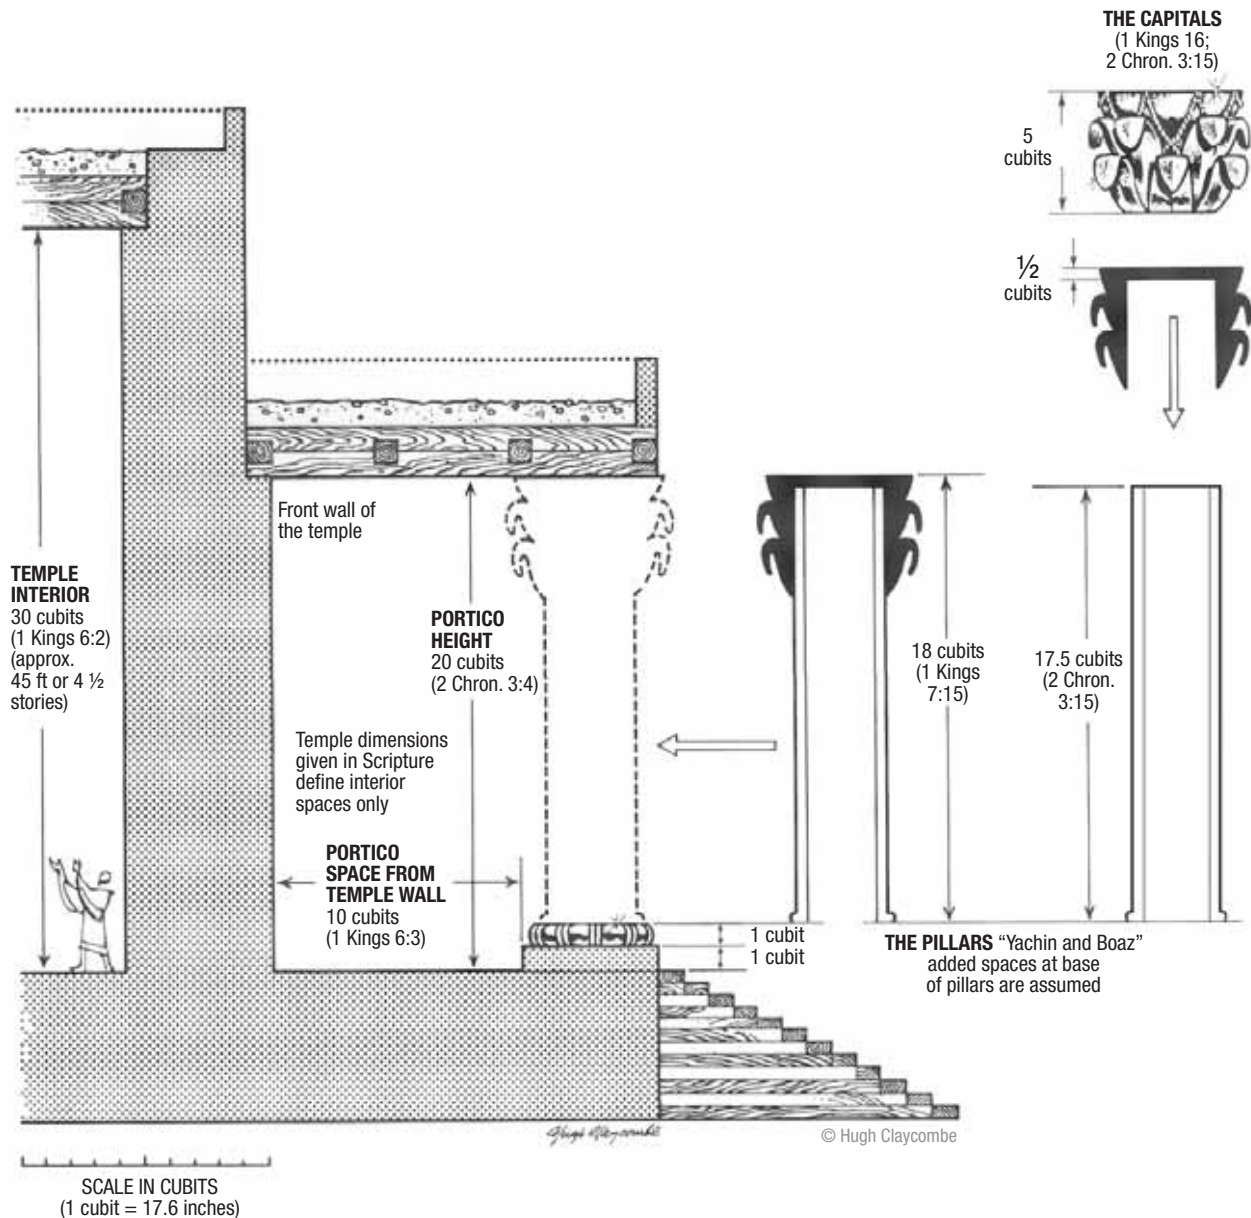 THE CAPITALS
(1 Kings 16;
2 Chron. 3:15)
5
cubits
½
cubits
Front wall of
the temple
TEMPLE
INTERIOR
30 cubits
(1 Kings 6:2)
(approx.
45 ft or 4 ½
stories)
PORTICO
HEIGHT
20 cubits
(2 Chron. 3:4)
18 cubits
(1 Kings
7:15)
17.5 cubits
(2 Chron.
3:15)
Temple dimensions
given in Scripture
define interior
spaces only
PORTICO
SPACE FROM
TEMPLE WALL
10 cubits
(1 Kings 6:3)
1 cubit
1 cubit
THE PILLARS “Yachin and Boaz”
added spaces at base
of pillars are assumed
Hugh Claycombe
© Hugh Claycombe
SCALE IN CUBITS
(1 cubit = 17.6 inches)